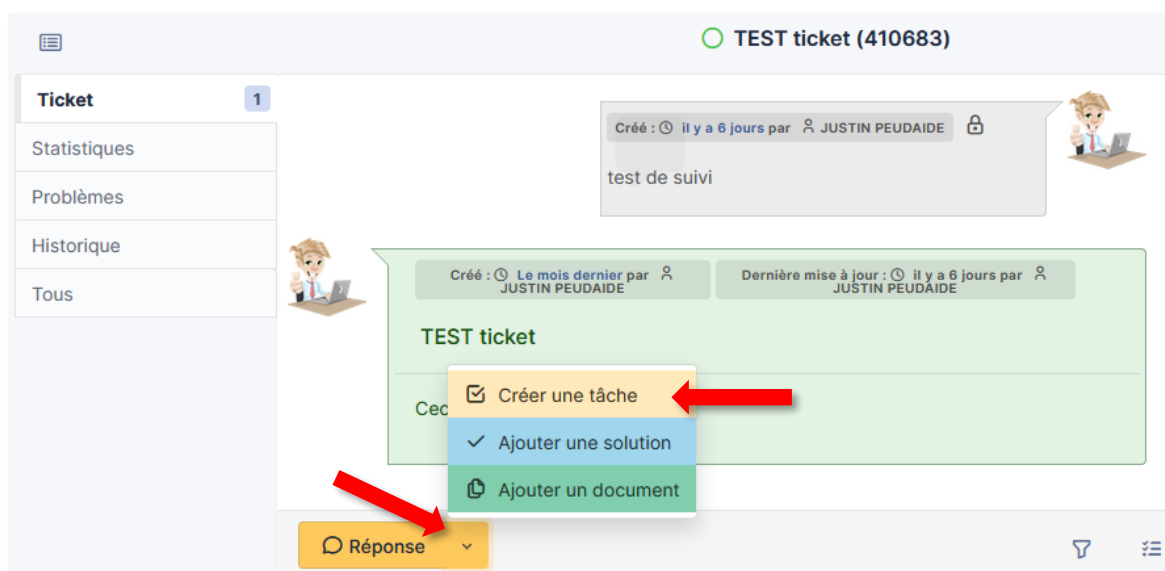 TEST ticket (410683)
Ticket 1
Statistiques
Problèmes
Historique
Tous
Créé : il y a 6 jours par JUSTIN PEUDAIDE
test de suivi
Créé : Le mois dernier par
JUSTIN PEUDAIDE
Dernière mise à jour : il y a 6 jours par
JUSTIN PEUDAIDE
TEST ticket
Cec
Créer une tâche
Ajouter une solution
Ajouter un document
Réponse